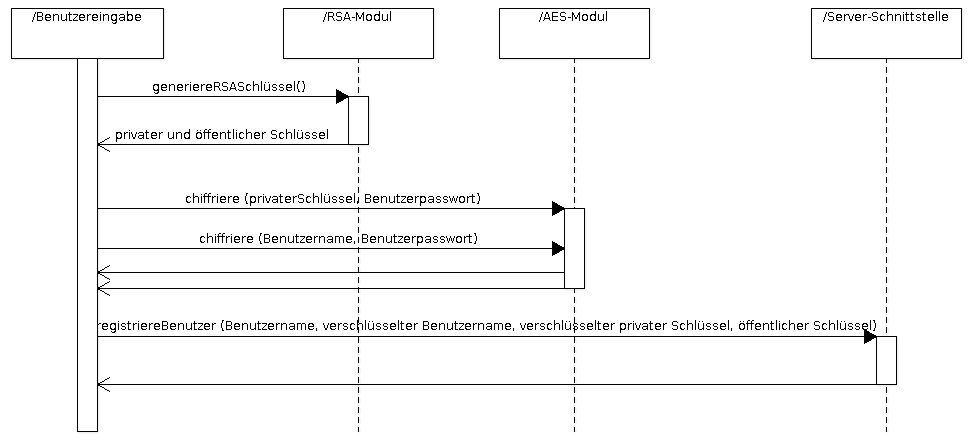 /Benutzereingabe
/RSA-Modul
/AES-Modul
/Server-Schnittstelle
generiereRSASchlüssel()
privater und öffentlicher Schlüssel
chiffriere (privaterSchlüssel, Benutzerpasswort)
chiffriere (Benutzername, Benutzerpasswort)
registriereBenutzer (Benutzername, verschlüsselter Benutzername, verschlüsselter privater Schlüssel, öffentlicher Schlüssel)